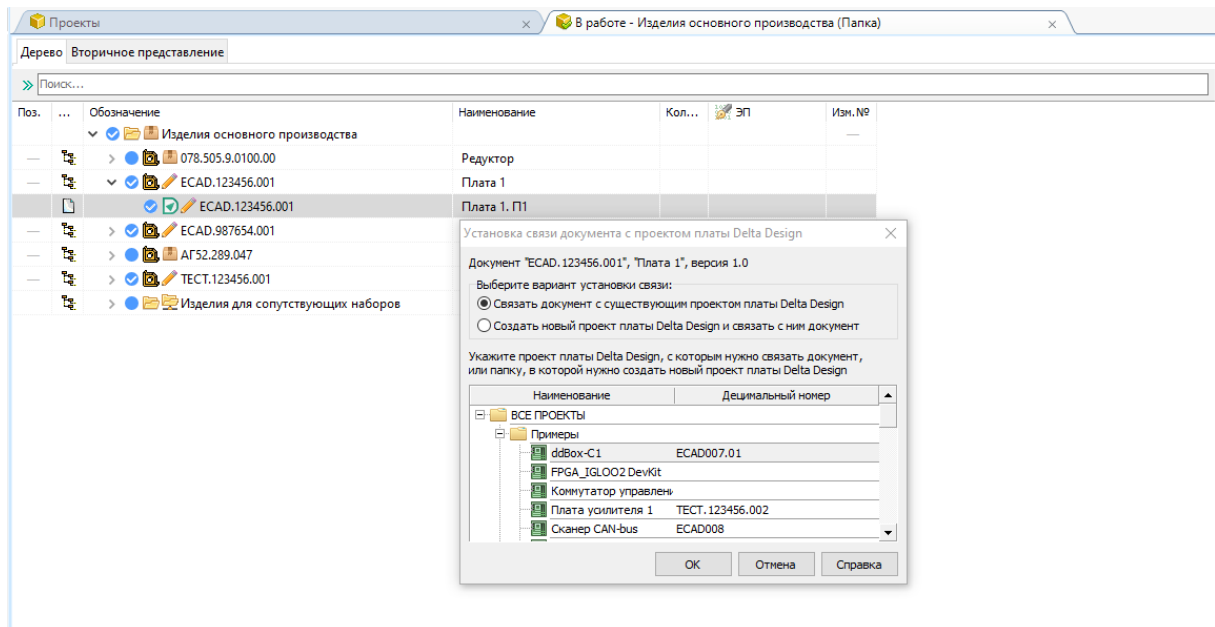 Проекты
В работе - Изделия основного производства (Папка)
Дерево Вторичное представление
Поиск...
Поз. ... Обозначение Наименование Кол... ЭП Изм.№
Изделия основного производства —
— 078.505.9.0100.00 Редуктор
— ECAD.123456.001 Плата 1
ECAD.123456.001 Плата 1. П1
— ECAD.987654.001
— АГ52.289.047
— ТЕСТ.123456.001
Изделия для сопутствующих наборов
Установка связи документа с проектом платы Delta Design
Документ "ECAD.123456.001", "Плата 1", версия 1.0
Выберите вариант установки связи:
Связать документ с существующим проектом платы Delta Design
Создать новый проект платы Delta Design и связать с ним документ
Укажите проект платы Delta Design, с которым нужно связать документ,
или папку, в которой нужно создать новый проект платы Delta Design
Наименование Децимальный номер
ВСЕ ПРОЕКТЫ
Примеры
ddBox-C1 ECAD007.01
FPGA_IGLOO2 DevKit
Коммутатор управлени
Плата усилителя 1 ТЕСТ.123456.002
Сканер CAN-bus ECAD008
ОК Отмена Справка